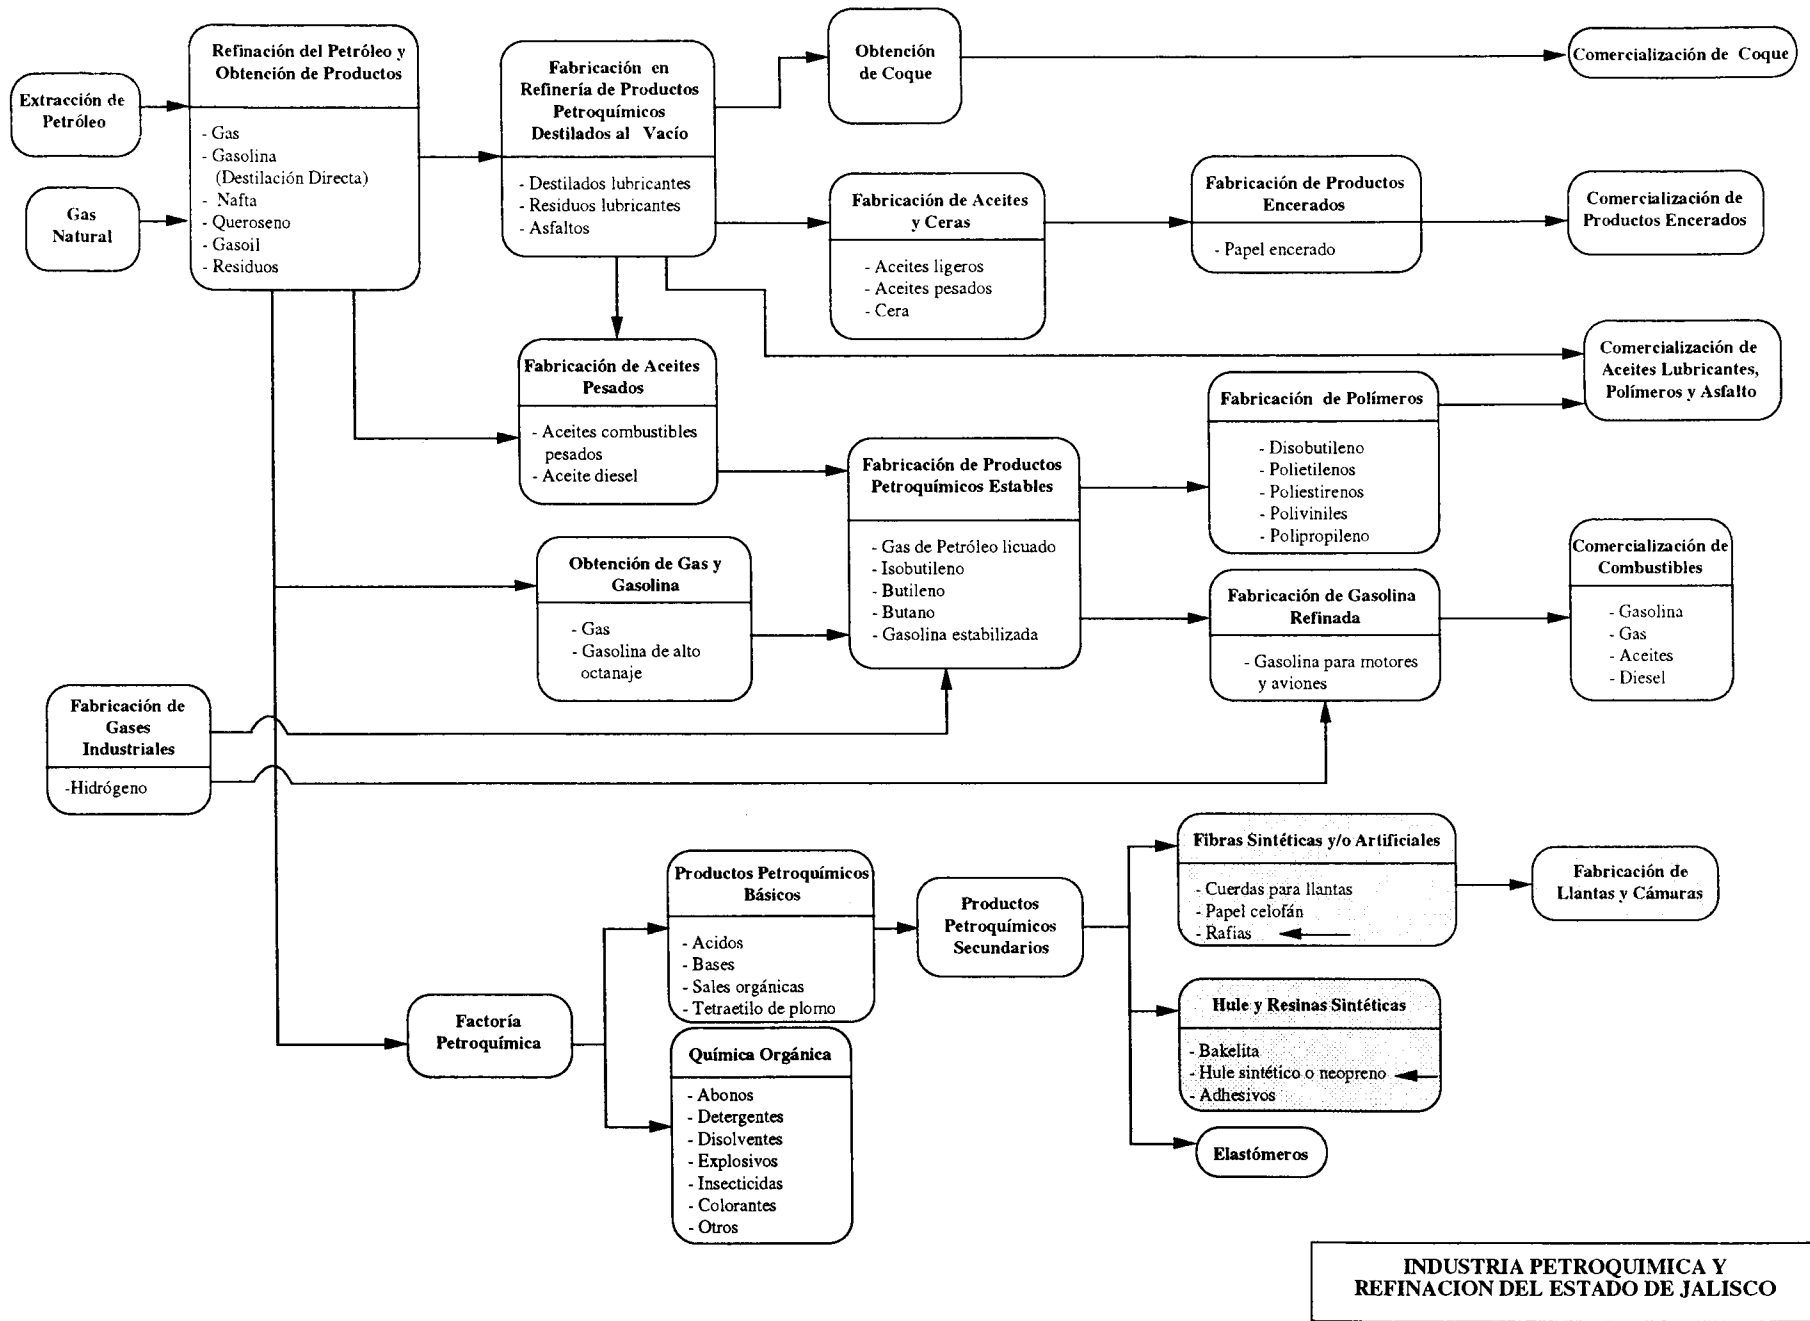 Extracción de
Petróleo
Gas
Natural
Refinación del Petróleo y
Obtención de Productos
- Gas
- Gasolina
(Destilación Directa)
- Nafta
- Queroseno
- Gasoil
- Residuos
Fabricación en
Refinería de Productos
Petroquímicos
Destilados al Vacío
- Destilados lubricantes
- Residuos lubricantes
- Asfaltos
Obtención
de Coque
Comercialización de Coque
Fabricación de Aceites
y Ceras
- Aceites ligeros
- Aceites pesados
- Cera
Fabricación de Productos
Encerados
- Papel encerado
Comercialización de
Productos Encerados
Fabricación de Aceites
Pesados
- Aceites combustibles
pesados
- Aceite diesel
Comercialización de
Aceites Lubricantes,
Polímeros y Asfalto
Fabricación de Polímeros
- Disobutileno
- Polietilenos
- Poliestirenos
- Poliviniles
- Polipropileno
Fabricación de Productos
Petroquímicos Estables
- Gas de Petróleo licuado
- Isobutileno
- Butileno
- Butano
- Gasolina estabilizada
Obtención de Gas y
Gasolina
- Gas
- Gasolina de alto
octanaje
Fabricación de Gasolina
Refinada
- Gasolina para motores
y aviones
Comercialización de
Combustibles
- Gasolina
- Gas
- Aceites
- Diesel
Fabricación de
Gases
Industriales
-Hidrógeno
Factoría
Petroquímica
Productos Petroquímicos
Básicos
- Acidos
- Bases
- Sales orgánicas
- Tetraetilo de plomo
Química Orgánica
- Abonos
- Detergentes
- Disolventes
- Explosivos
- Insecticidas
- Colorantes
- Otros
Productos
Petroquímicos
Secundarios
Fibras Sintéticas y/o Artificiales
- Cuerdas para llantas
- Papel celofán
- Rafias
Fabricación de
Llantas y Cámaras
Hule y Resinas Sintéticas
- Bakelita
- Hule sintético o neopreno
- Adhesivos
Elastómeros
INDUSTRIA PETROQUIMICA Y
REFINACION DEL ESTADO DE JALISCO